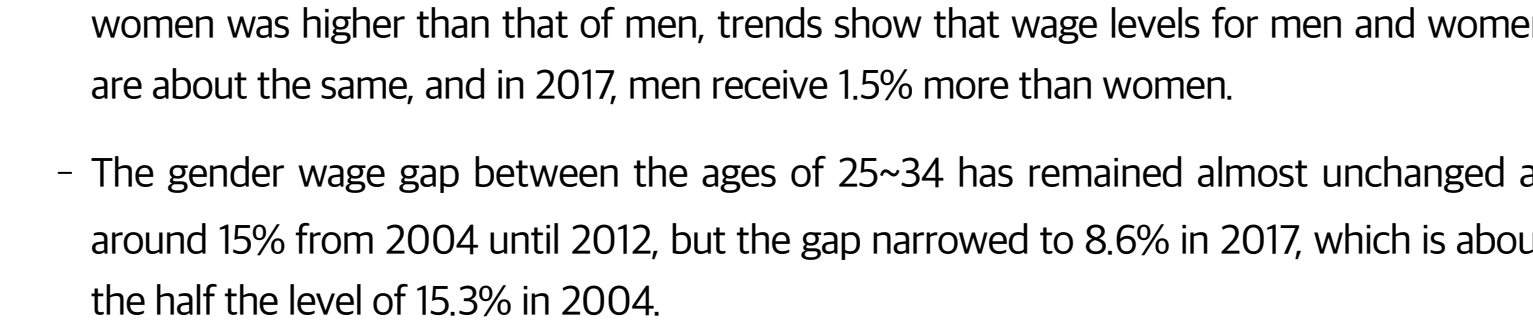 women was higher than that of men, trends show that wage levels for men and women
are about the same, and in 2017, men receive 1.5% more than women.
– The gender wage gap between the ages of 25~34 has remained almost unchanged a
around 15% from 2004 until 2012, but the gap narrowed to 8.6% in 2017, which is abou
the half the level of 15.3% in 2004.